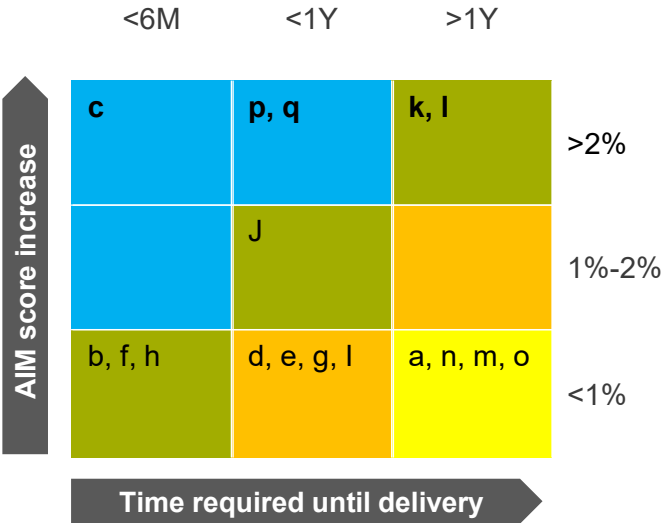 <6M <1Y >1Y
c p, q k, l >2%
J 1%-2%
b, f, h d, e, g, I a, n, m, o <1%
AIM score increase
Time required until delivery